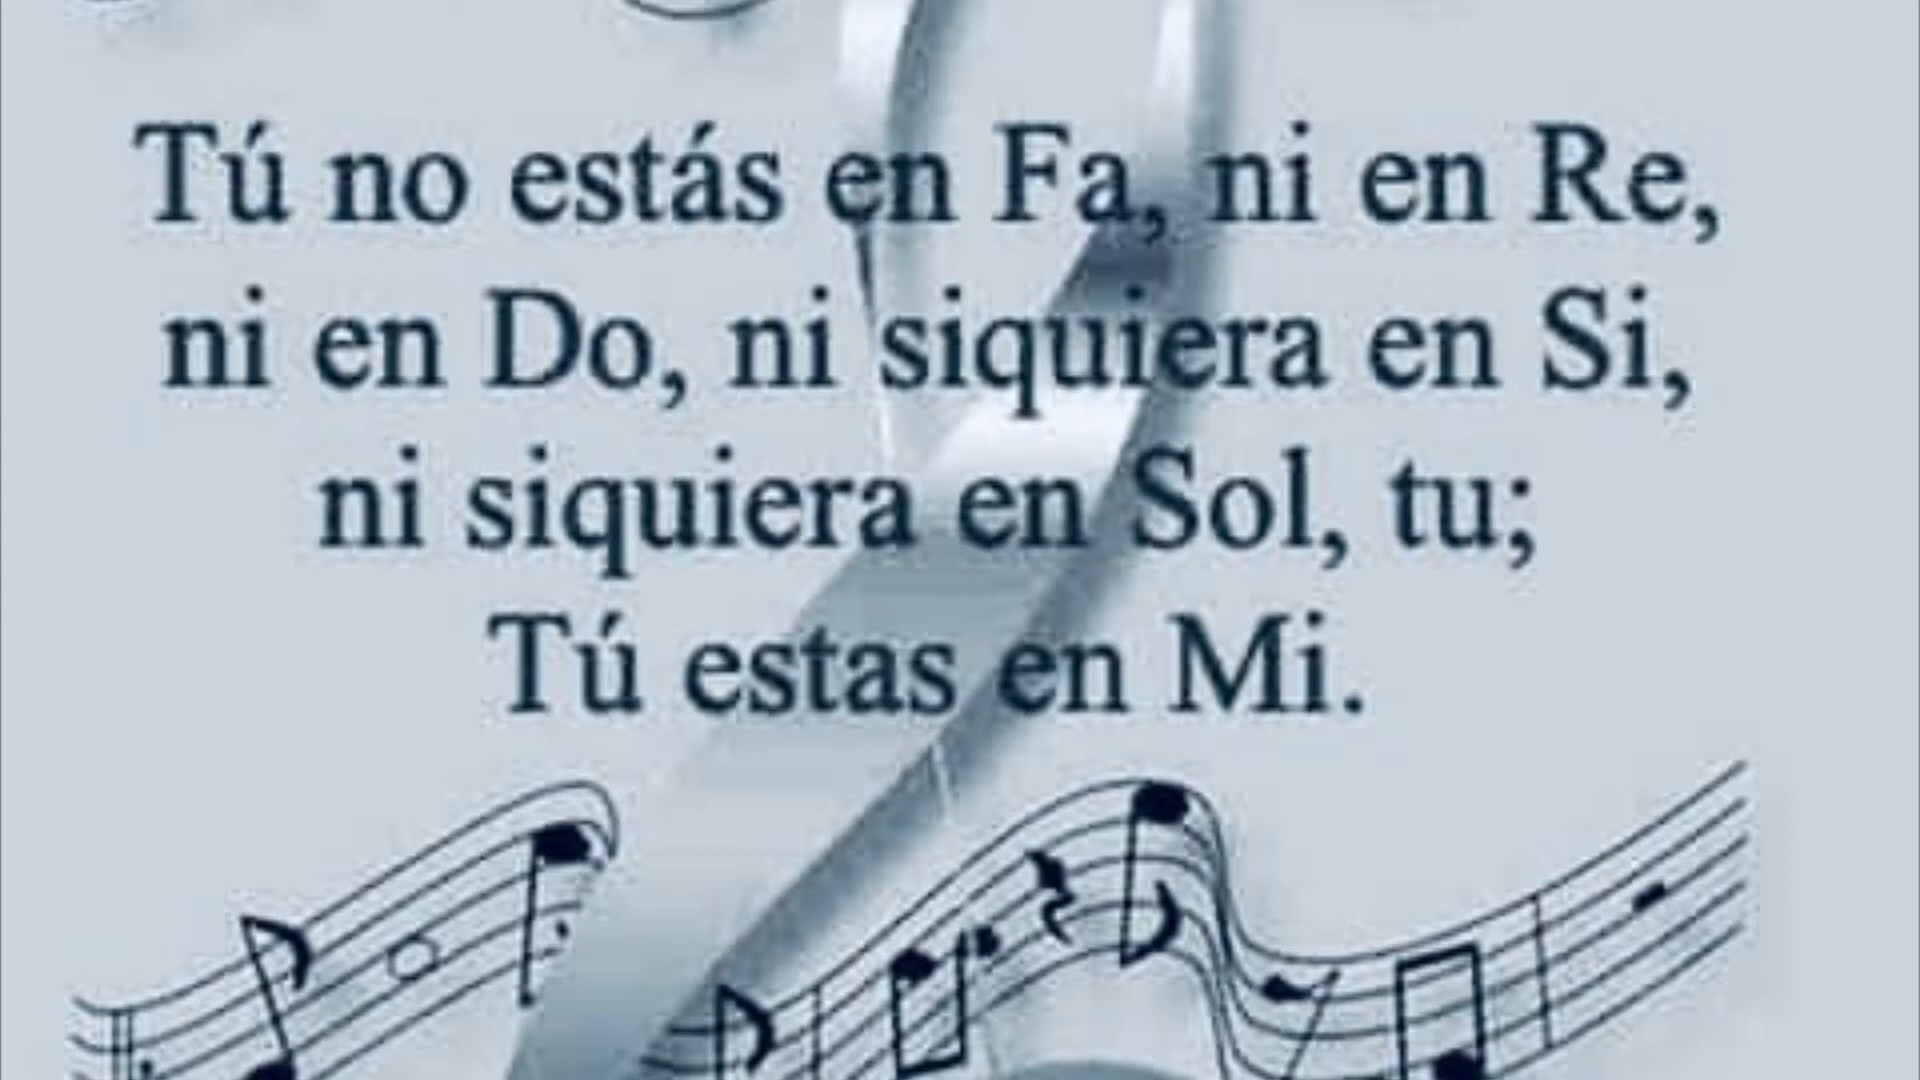 Tú no estás en Fa, ni en Re,
ni en Do, ni siquiera en Si,
ni siquiera en Sol, tu;
Tú estas en Mi.